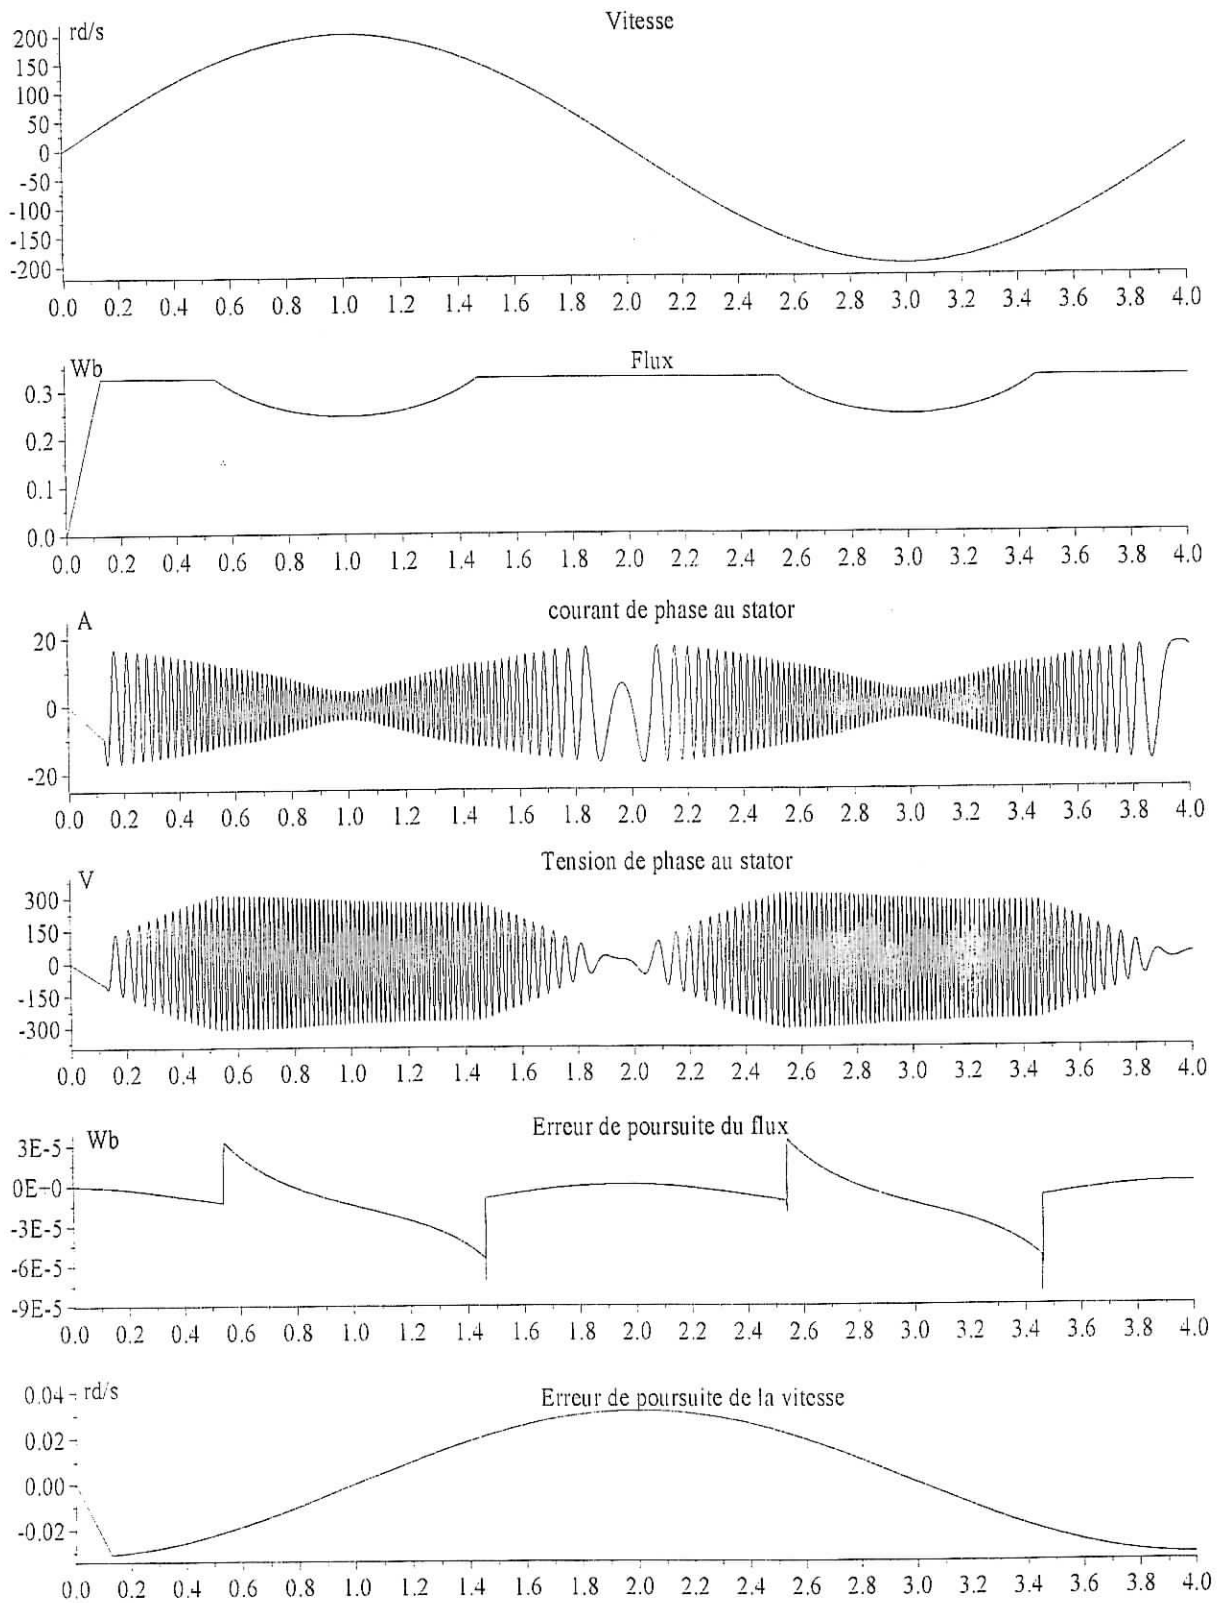 Vitesse
rd/s
200
150
100
50
0
-50
-100
-150
-200
0.0 0.2 0.4 0.6 0.8 1.0 1.2 1.4 1.6 1.8 2.0 2.2 2.4 2.6 2.8 3.0 3.2 3.4 3.6 3.8 4.0
Flux
Wb
0.3
0.2
0.1
0.0
0.0 0.2 0.4 0.6 0.8 1.0 1.2 1.4 1.6 1.8 2.0 2.2 2.4 2.6 2.8 3.0 3.2 3.4 3.6 3.8 4.0
courant de phase au stator
A
20
0
-20
0.0 0.2 0.4 0.6 0.8 1.0 1.2 1.4 1.6 1.8 2.0 2.2 2.4 2.6 2.8 3.0 3.2 3.4 3.6 3.8 4.0
Tension de phase au stator
V
300
150
0
-150
-300
0.0 0.2 0.4 0.6 0.8 1.0 1.2 1.4 1.6 1.8 2.0 2.2 2.4 2.6 2.8 3.0 3.2 3.4 3.6 3.8 4.0
Erreur de poursuite du flux
Wb
3E-5
0E+0
-3E-5
-6E-5
-9E-5
0.0 0.2 0.4 0.6 0.8 1.0 1.2 1.4 1.6 1.8 2.0 2.2 2.4 2.6 2.8 3.0 3.2 3.4 3.6 3.8 4.0
Erreur de poursuite de la vitesse
rd/s
0.04
0.02
0.00
-0.02
0.0 0.2 0.4 0.6 0.8 1.0 1.2 1.4 1.6 1.8 2.0 2.2 2.4 2.6 2.8 3.0 3.2 3.4 3.6 3.8 4.0